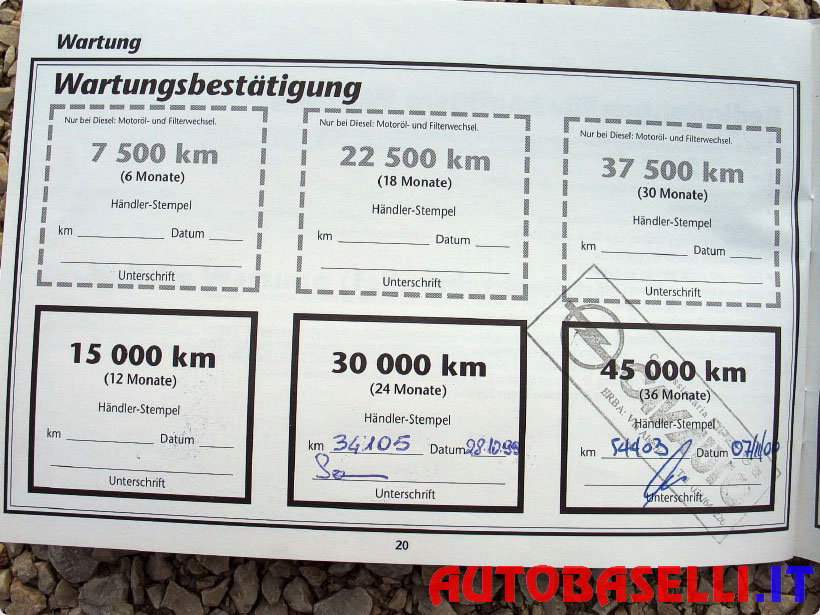 Wartung
Wartungsbestätigung
Nur bei Diesel: Motoröl- und Filterwechsel.
7 500 km
(6 Monate)
Händler-Stempel
km Datum
Unterschrift
Nur bei Diesel: Motoröl- und Filterwechsel.
22 500 km
(18 Monate)
Händler-Stempel
km Datum
Unterschrift
Nur bei Diesel: Motoröl- und Filterwechsel.
37 500 km
(30 Monate)
Händler-Stempel
km Datum
Unterschrift
15 000 km
(12 Monate)
Händler-Stempel
km Datum
Unterschrift
30 000 km
(24 Monate)
Händler-Stempel
km 34105 Datum 28.12.99
Unterschrift
45 000 km
(36 Monate)
Händler-Stempel
km 54403 Datum 07/11/00
Unterschrift
ERBA:
20
AUTOBASELLI.IT